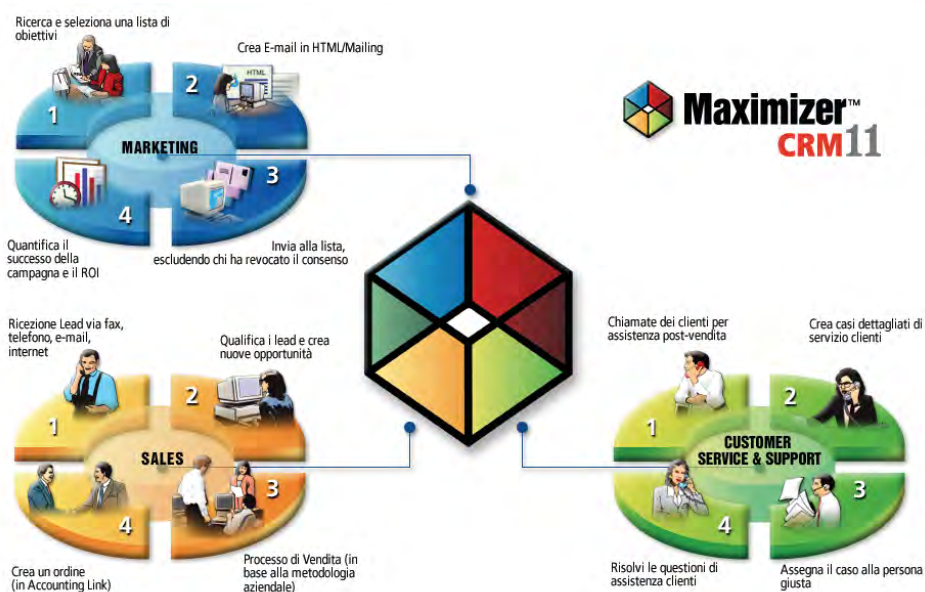 Ricerca e seleziona una lista di
obiettivi
1
Crea E-mail in HTML/Mailing
2
HTML
MARKETING
3
Invia alla lista,
escludendo chi ha revocato il consenso
4
Quantifica il
successo della
campagna e il ROI
Maximizer™
CRM11
Ricezione Lead via fax,
telefono, e-mail,
internet
1
Qualifica i lead e crea
nuove opportunità
2
SALES
3
Processo di Vendita (in
base alla metodologia
aziendale)
4
Crea un ordine
(in Accounting Link)
Chiamate dei clienti per
assistenza post-vendita
1
Crea casi dettagliati di
servizio clienti
2
CUSTOMER
SERVICE & SUPPORT
3
Assegna il caso alla persona
giusta
4
Risolvi le questioni di
assistenza clienti